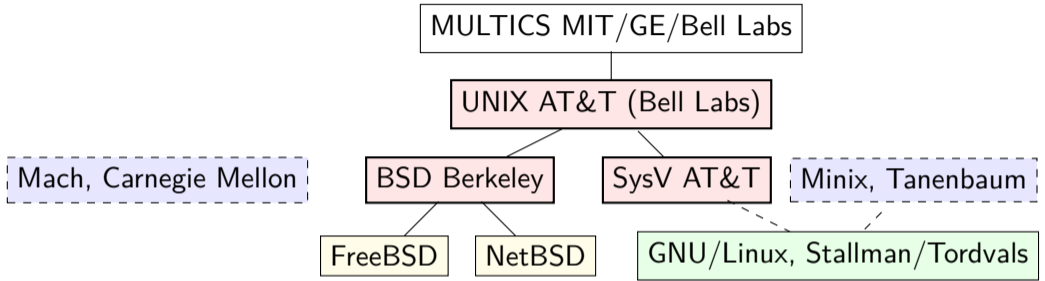 MULTICS MIT/GE/Bell Labs
UNIX AT&T (Bell Labs)
Mach, Carnegie Mellon
BSD Berkeley
SysV AT&T
Minix, Tanenbaum
FreeBSD
NetBSD
GNU/Linux, Stallman/Tordvals